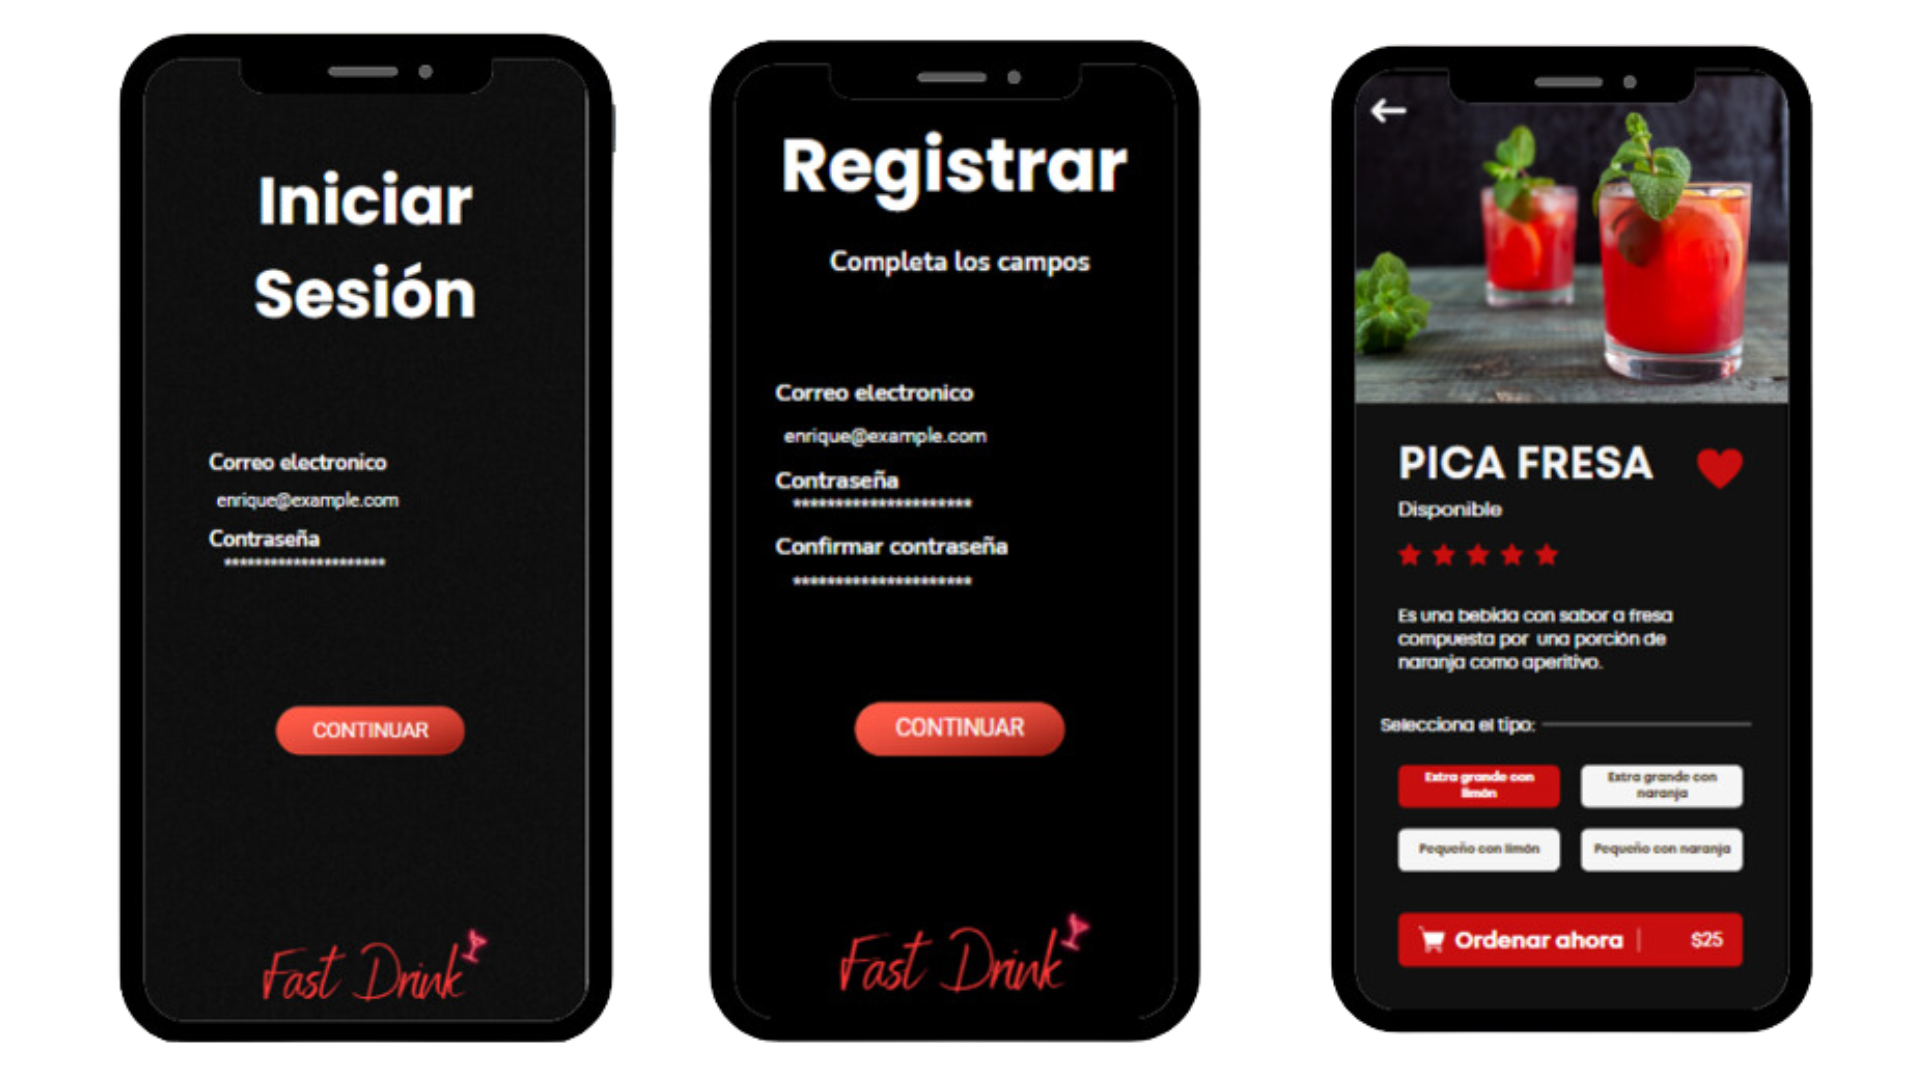 Iniciar
Sesión
Correo electronico
enrique@example.com
Contraseña
*********************
CONTINUAR
Fast Drink
Registrar
Completa los campos
Correo electronico
enrique@example.com
Contraseña
*********************
Confirmar contraseña
*********************
CONTINUAR
Fast Drink
PICA FRESA
Disponible
Es una bebida con sabor a fresa
compuesta por una porción de
naranja como aperitivo.
Selecciona el tipo:
Extra grande con
limón
Extra grande con
naranja
Pequeño con limón
Pequeño con naranja
Ordenar ahora | $25